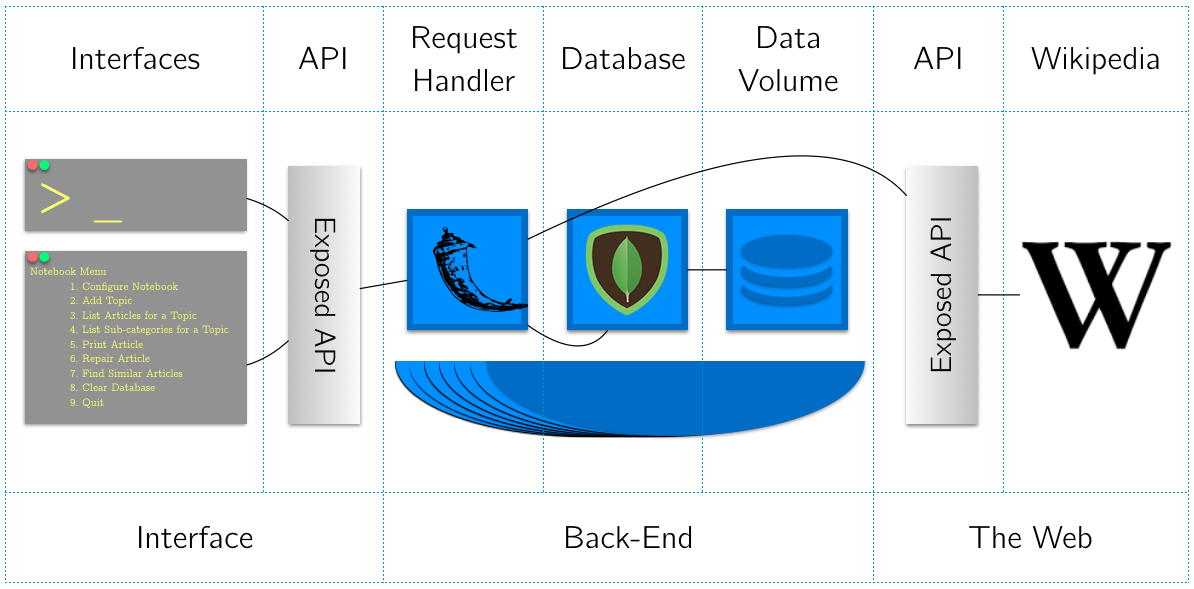 Interfaces
API
Request
Handler
Database
Data
Volume
API
Wikipedia
> _
Notebook Menu
1. Configure Notebook
2. Add Topic
3. List Articles for a Topic
4. List Sub-categories for a Topic
5. Print Article
6. Repair Article
7. Find Similar Articles
8. Clear Database
9. Quit
Exposed API
Exposed API
W
Interface
Back-End
The Web